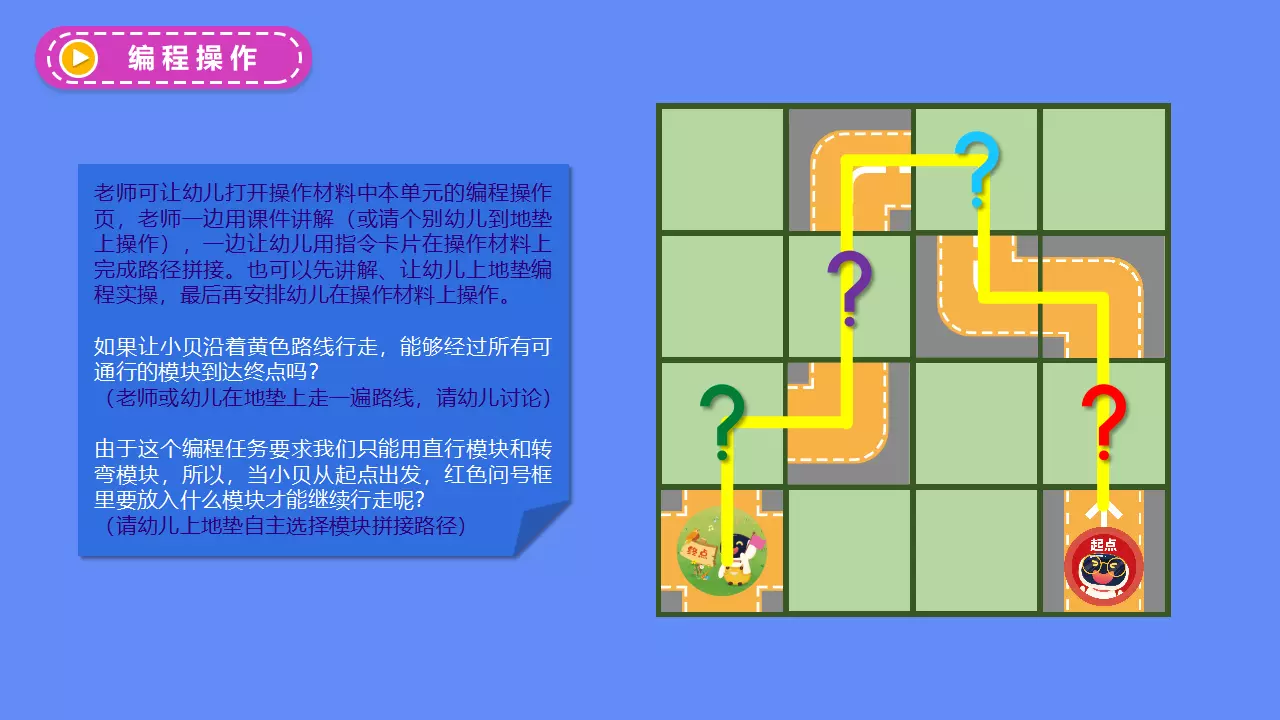 编程操作
老师可让幼儿打开操作材料中本单元的编程操作
页，老师一边用课件讲解（或请个别幼儿到地垫
上操作），一边让幼儿用指令卡片在操作材料上
完成路径拼接。也可以先讲解、让幼儿上地垫编
程实操，最后再安排幼儿在操作材料上操作。
如果让小贝沿着黄色路线行走，能够经过所有可
通行的模块到达终点吗？
（老师或幼儿在地垫上走一遍路线，请幼儿讨论）
由于这个编程任务要求我们只能用直行模块和转
弯模块，所以，当小贝从起点出发，红色问号框
里要放入什么模块才能继续行走呢？
（请幼儿上地垫自主选择模块拼接路径）
?
?
?
?
终点
起点